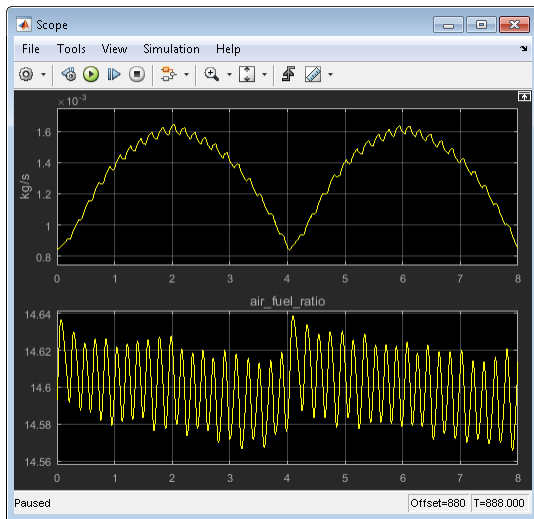 Scope
File Tools View Simulation Help
×10⁻³
1.6
1.4
1.2
1
0.8
kg/s
0 1 2 3 4 5 6 7 8
air_fuel_ratio
14.64
14.62
14.6
14.58
14.56
0 1 2 3 4 5 6 7 8
Paused Offset=880 T=888.000